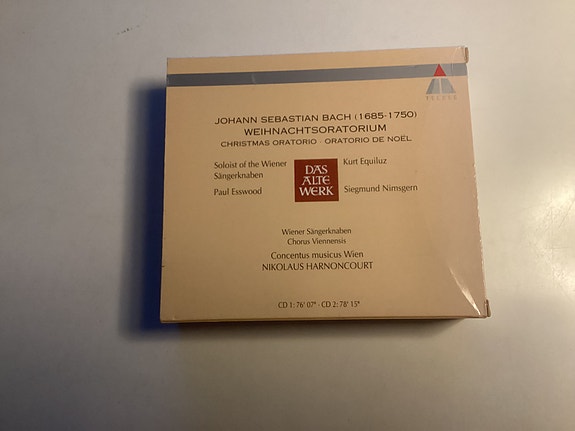 TELDEC
JOHANN SEBASTIAN BACH (1685-1750)
WEIHNACHTSORATORIUM
CHRISTMAS ORATORIO · ORATORIO DE NOËL
Soloist of the Wiener
Sängerknaben
Paul Esswood
DAS
ALTE
WERK
Kurt Equiluz
Siegmund Nimsgern
Wiener Sängerknaben
Chorus Viennensis
Concentus musicus Wien
NIKOLAUS HARNONCOURT
CD 1: 76' 07" · CD 2: 78' 15"